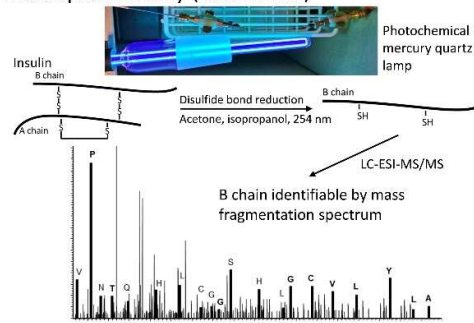 Photochemical
mercury quartz
lamp
Insulin
B chain
S
S
S
S
A chain
S
S
Disulfide bond reduction
Acetone, isopropanol, 254 nm
B chain
SH
SH
LC-ESI-MS/MS
B chain identifiable by mass
fragmentation spectrum
P
V
N
T
Q
H
L
C
G
G
S
H
L
G
C
V
L
Y
L
A